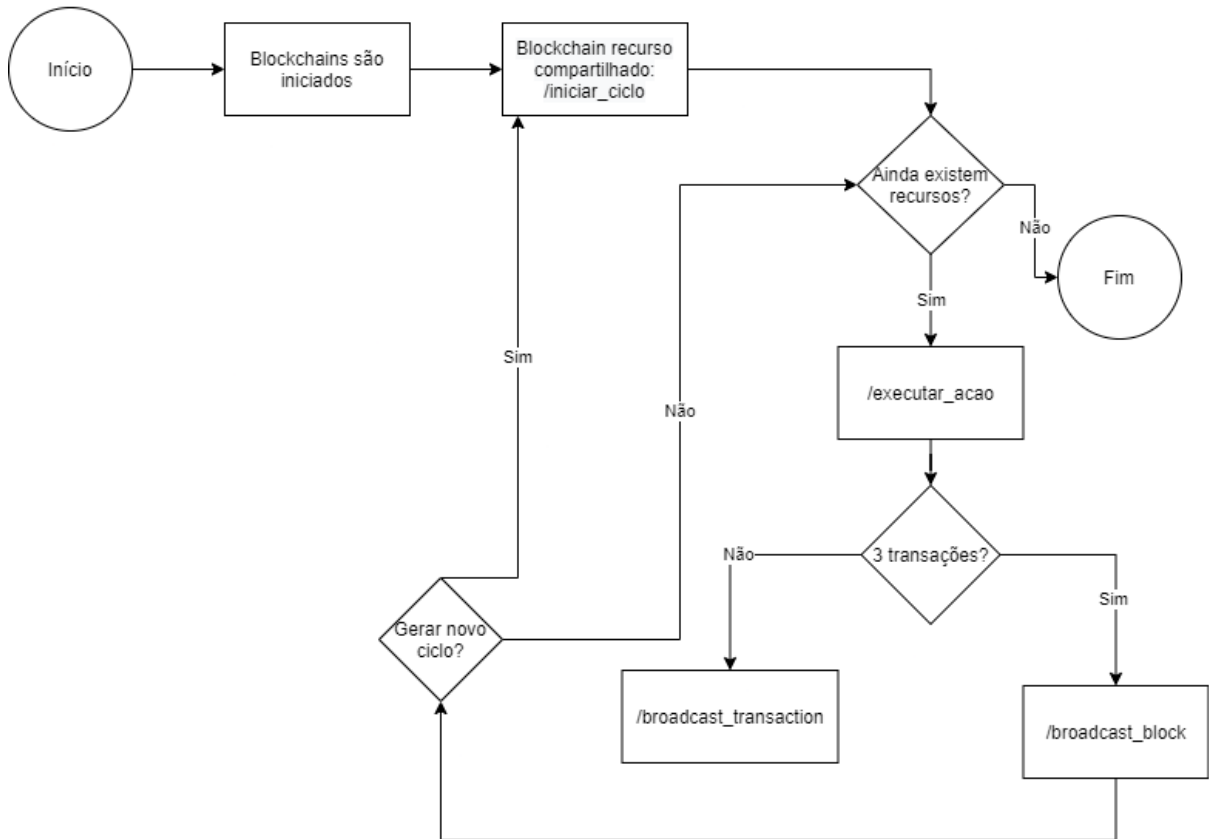 Início
Blockchains são
iniciados
Blockchain recurso
compartilhado:
/iniciar_ciclo
Ainda existem
recursos?
Não
Fim
Sim
/executar_acao
3 transações?
Não
Sim
/broadcast_transaction
/broadcast_block
Gerar novo
ciclo?
Sim
Não